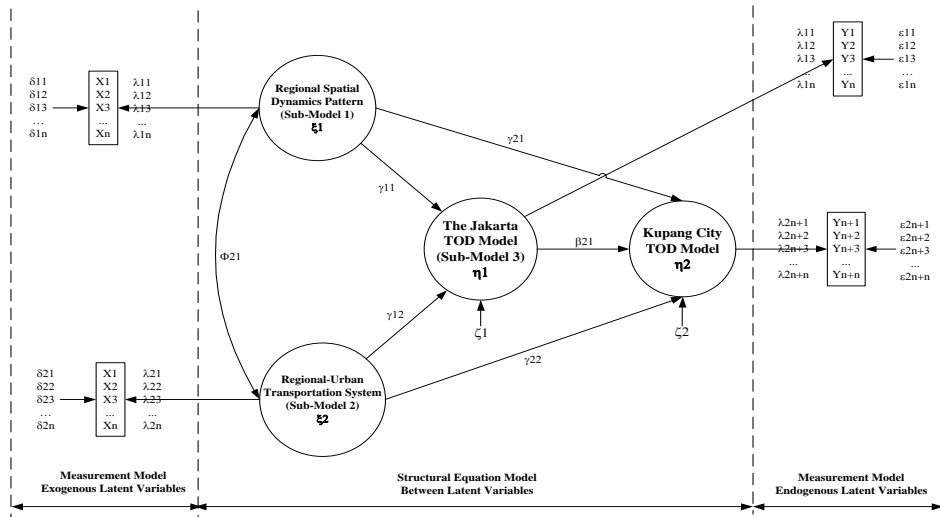 δ11
δ12
δ13
…
δ1n
X1
X2
X3
...
Xn
λ11
λ12
λ13
...
λ1n
Regional Spatial
Dynamics Pattern
(Sub-Model 1)
ξ1
γ21
γ11
λ11
λ12
λ13
...
λ1n
Y1
Y2
Y3
...
Yn
ε11
ε12
ε13
…
ε1n
Φ21
The Jakarta
TOD Model
(Sub-Model 3)
η1
β21
Kupang City
TOD Model
η2
λ2n+1
λ2n+2
λ2n+3
...
λ2n+n
Yn+1
Yn+2
Yn+3
...
Yn+n
ε2n+1
ε2n+2
ε2n+3
...
ε2n+n
γ12
ζ1
γ22
ζ2
δ21
δ22
δ23
…
δ2n
X1
X2
X3
...
Xn
λ21
λ22
λ23
...
λ2n
Regional-Urban
Transportation System
(Sub-Model 2)
ξ2
Measurement Model
Exogenous Latent Variables
Structural Equation Model
Between Latent Variables
Measurement Model
Endogenous Latent Variables